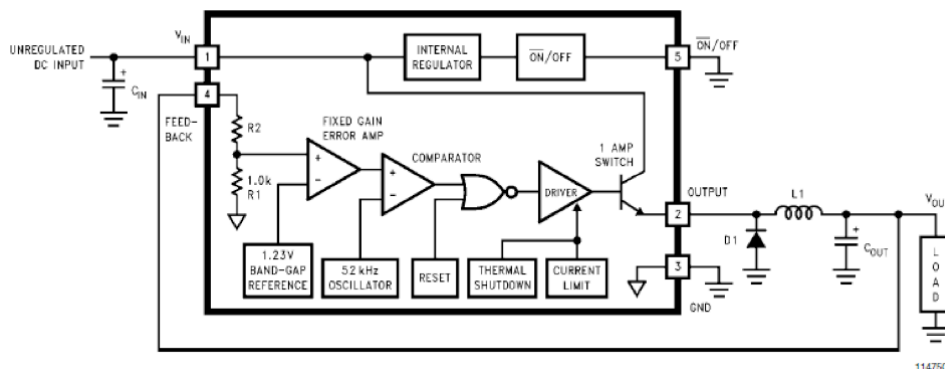 V_IN
UNREGULATED
DC INPUT
1
INTERNAL
REGULATOR
ON/OFF
5
ON/OFF
+
C_IN
4
FEED-
BACK
R2
FIXED GAIN
ERROR AMP
1 AMP
SWITCH
COMPARATOR
+
-
+
-
1.0k
R1
DRIVER
OUTPUT
2
L1
V_OU
D1
+
C_OUT
LOAD
1.23V
BAND-GAP
REFERENCE
52 kHz
OSCILLATOR
RESET
THERMAL
SHUTDOWN
CURRENT
LIMIT
3
GND